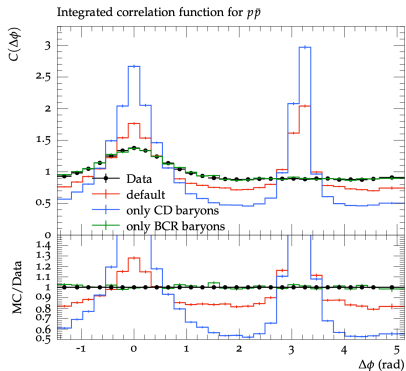 Integrated correlation function for pp̄
C(Δϕ)
3
2.5
2
1.5
1
0.5
0
Data
default
only CD baryons
only BCR baryons
MC/Data
1.4
1.3
1.2
1.1
1
0.9
0.8
0.7
0.6
0.5
-1 0 1 2 3 4 5
Δϕ (rad)